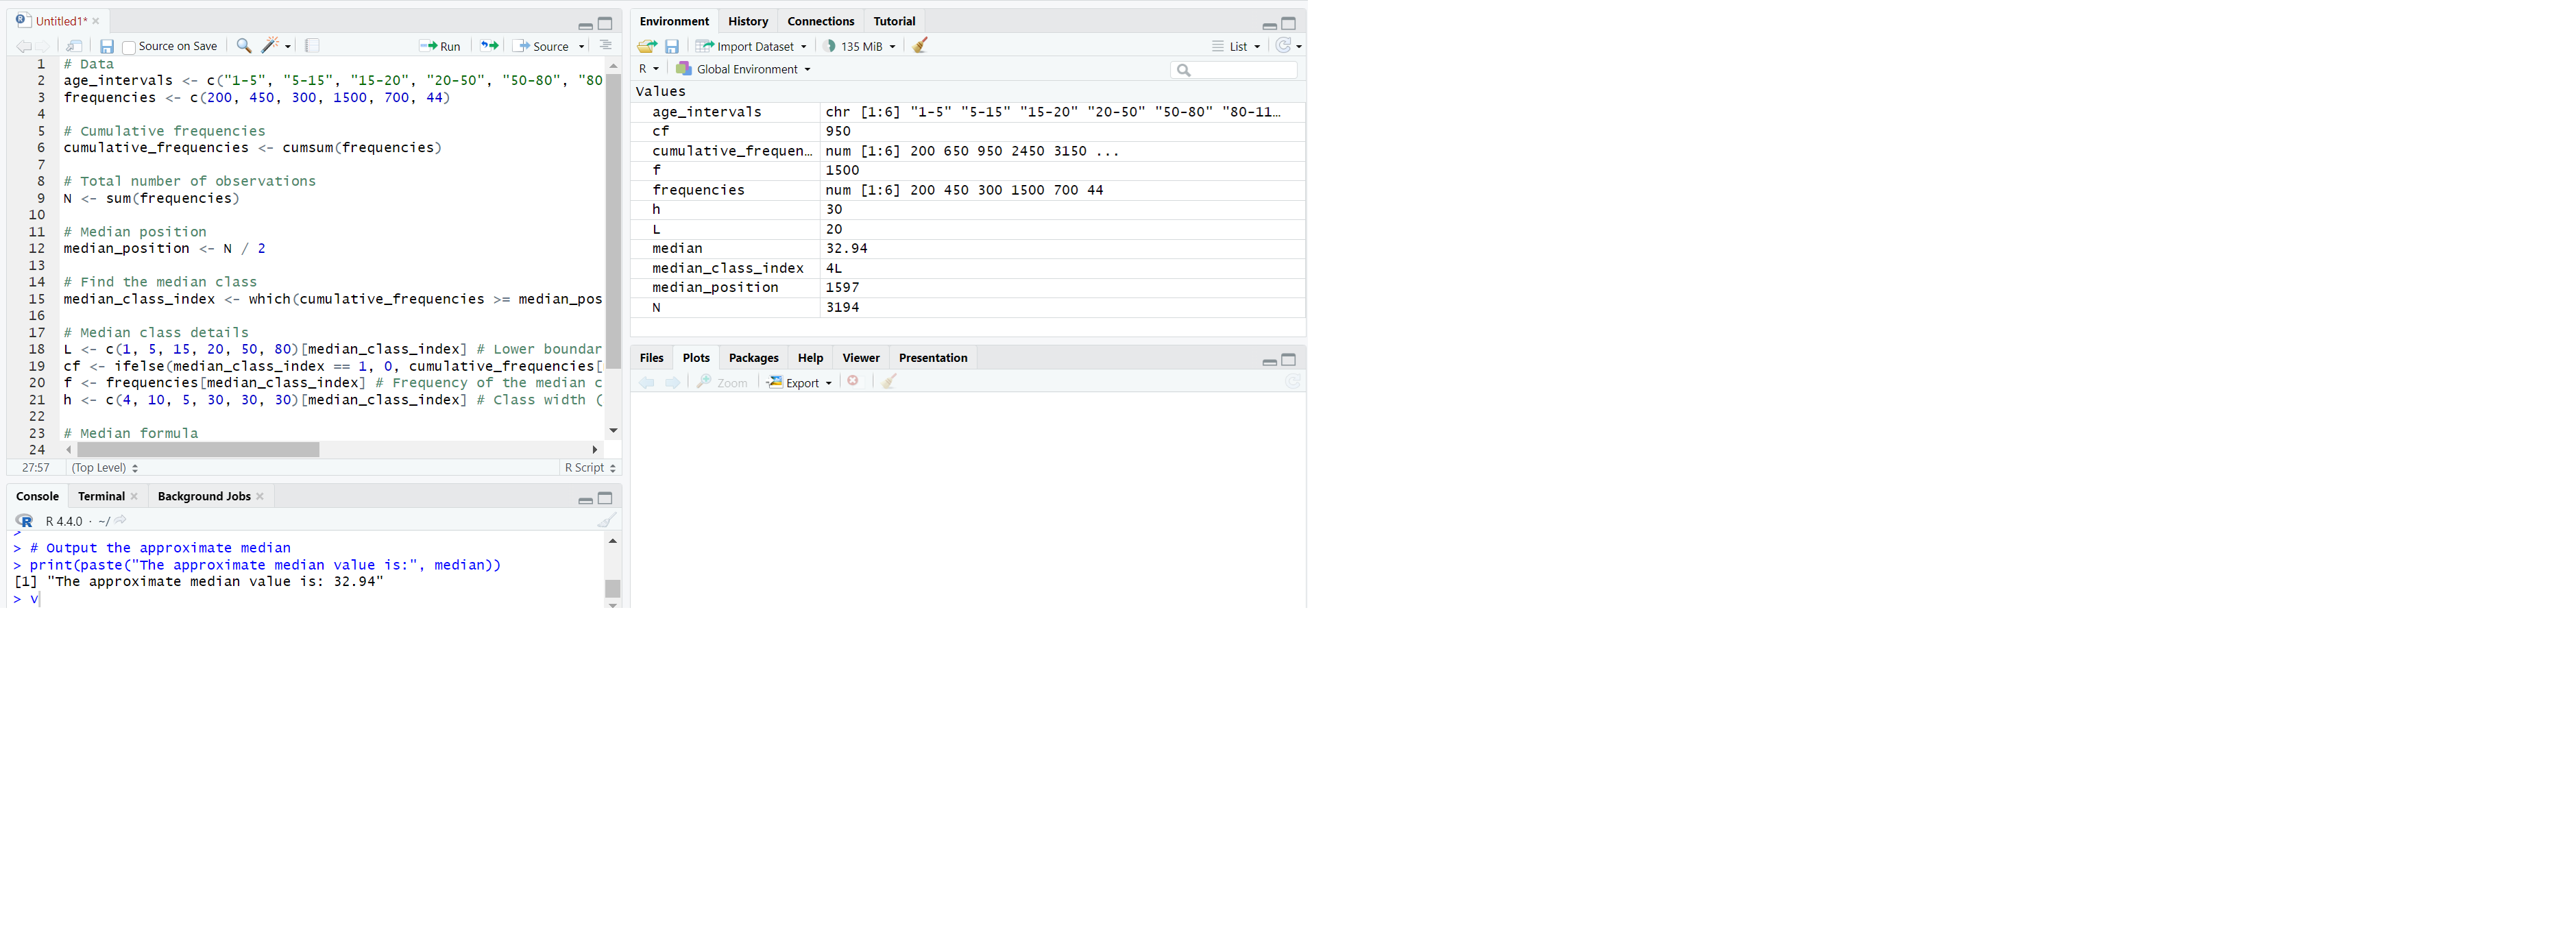 Untitled1*
Source on Save
Run
Source
1 # Data
2 age_intervals <- c("1-5", "5-15", "15-20", "20-50", "50-80", "80
3 frequencies <- c(200, 450, 300, 1500, 700, 44)
4
5 # Cumulative frequencies
6 cumulative_frequencies <- cumsum(frequencies)
7
8 # Total number of observations
9 N <- sum(frequencies)
10
11 # Median position
12 median_position <- N / 2
13
14 # Find the median class
15 median_class_index <- which(cumulative_frequencies >= median_pos
16
17 # Median class details
18 L <- c(1, 5, 15, 20, 50, 80)[median_class_index] # Lower boundar
19 cf <- ifelse(median_class_index == 1, 0, cumulative_frequencies[
20 f <- frequencies[median_class_index] # Frequency of the median c
21 h <- c(4, 10, 5, 30, 30, 30)[median_class_index] # Class width (
22
23 # Median formula
24
27:57 (Top Level) R Script
Console Terminal Background Jobs
R 4.4.0 · ~/
>
> # Output the approximate median
> print(paste("The approximate median value is:", median))
[1] "The approximate median value is: 32.94"
> v
Environment History Connections Tutorial
Import Dataset 135 MiB List
R Global Environment
Values
age_intervals chr [1:6] "1-5" "5-15" "15-20" "20-50" "50-80" "80-11…
cf 950
cumulative_frequen… num [1:6] 200 650 950 2450 3150 ...
f 1500
frequencies num [1:6] 200 450 300 1500 700 44
h 30
L 20
median 32.94
median_class_index 4L
median_position 1597
N 3194
Files Plots Packages Help Viewer Presentation
Zoom Export